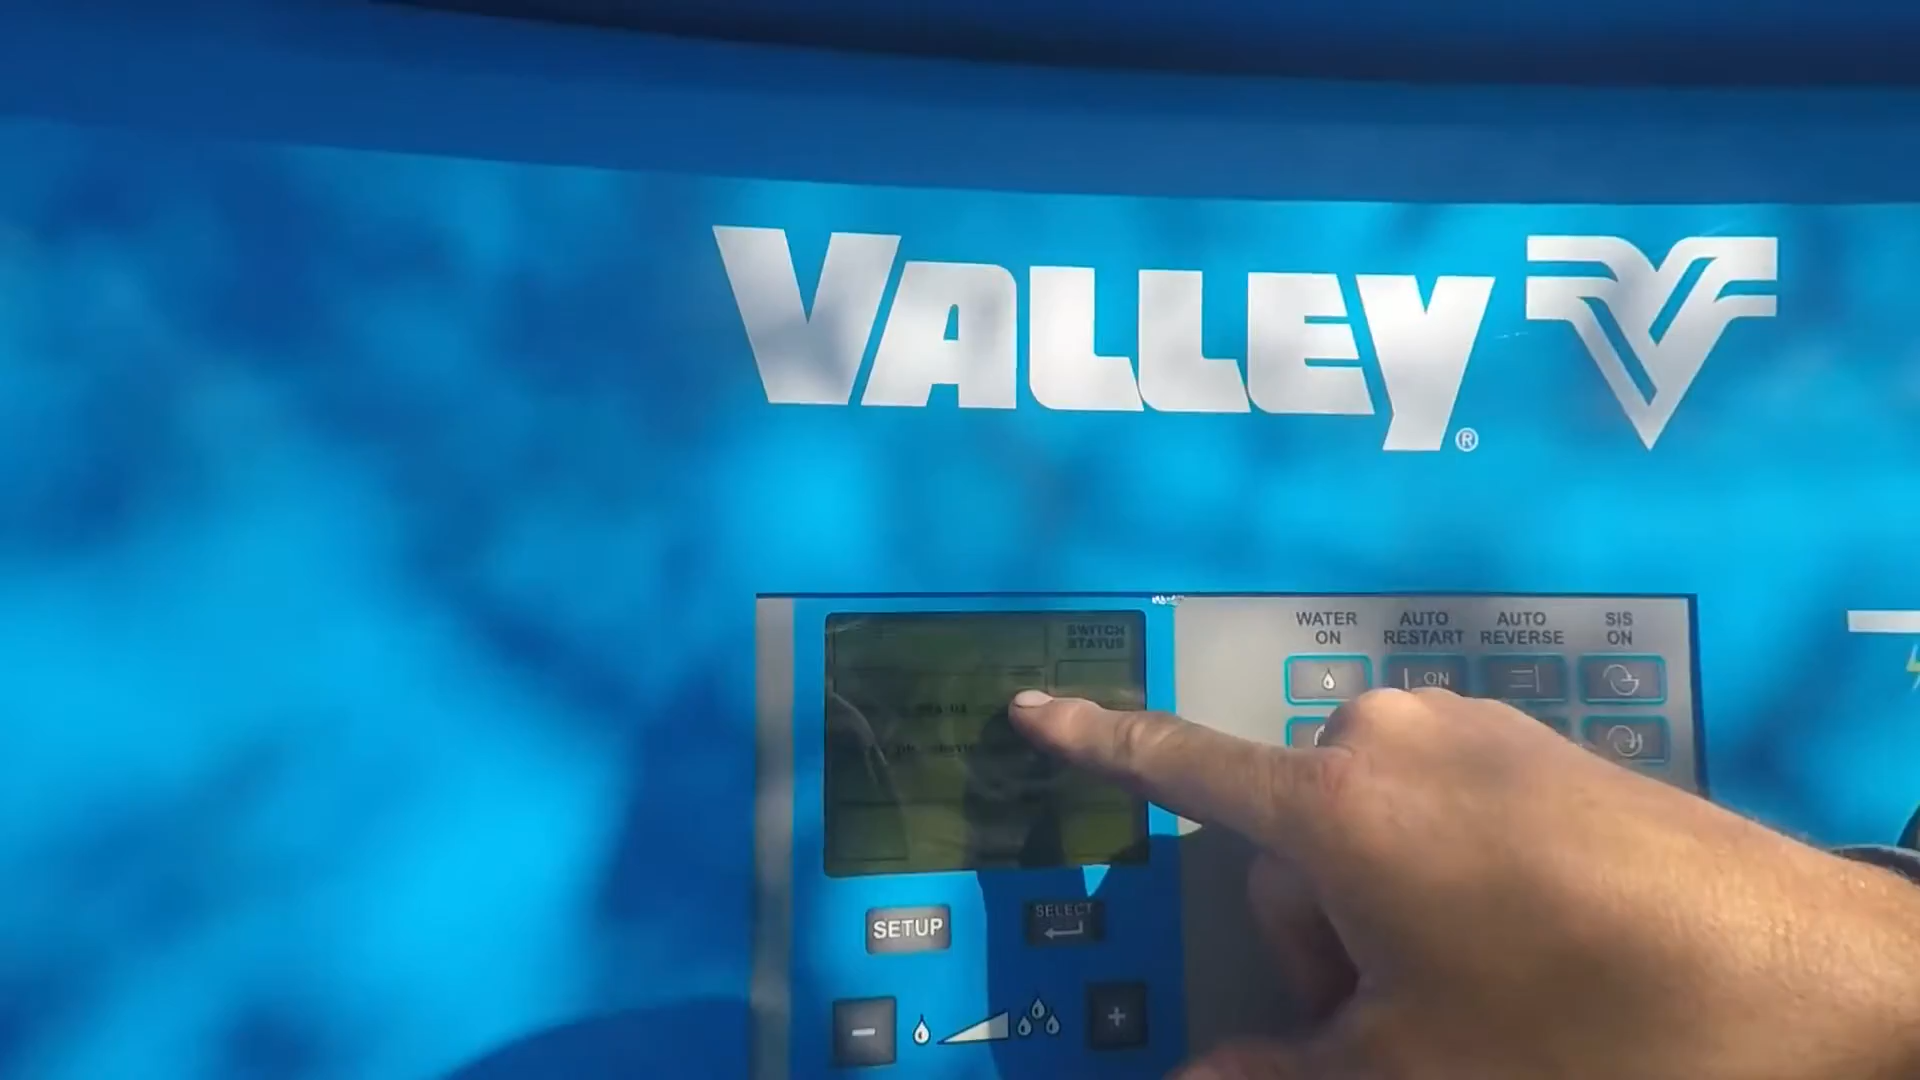 VALLEY®
SWITCH
STATUS
WATER
ON
AUTO
RESTART
AUTO
REVERSE
SIS
ON
ON
SETUP
SELECT
- +